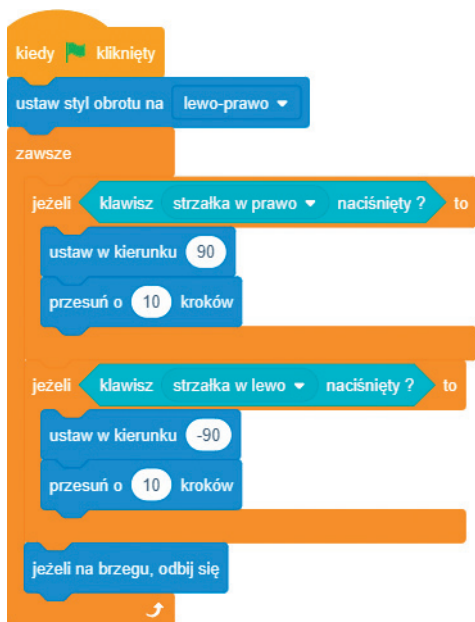 kiedy kliknięty
ustaw styl obrotu na lewo-prawo
zawsze
jeżeli klawisz strzałka w prawo naciśnięty ? to
ustaw w kierunku 90
przesuń o 10 kroków
jeżeli klawisz strzałka w lewo naciśnięty ? to
ustaw w kierunku -90
przesuń o 10 kroków
jeżeli na brzegu, odbij się